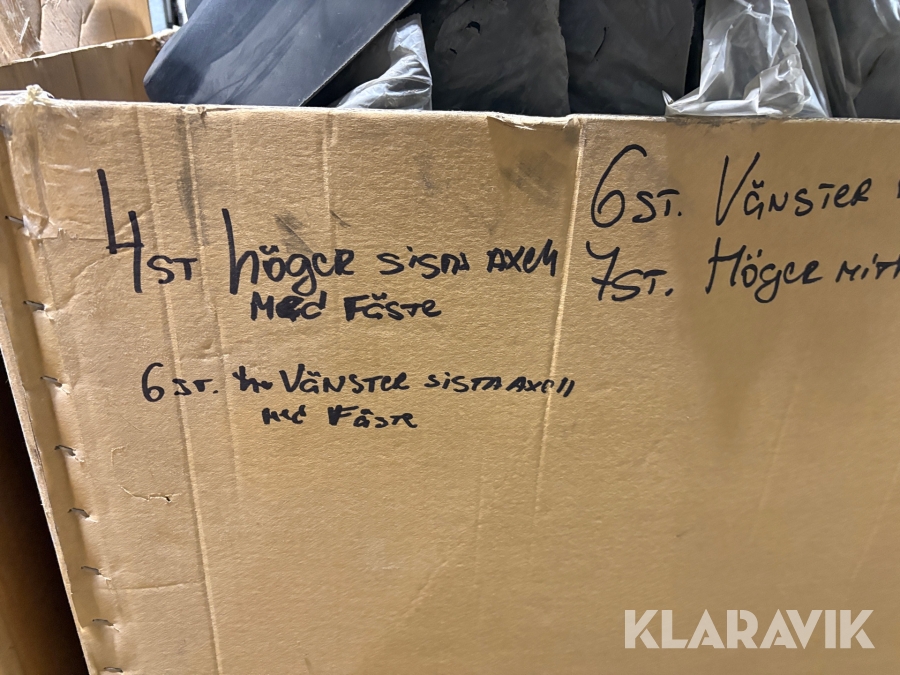 4ST höger SISTA AXEL
MED FÄSTE
6ST. VÄNSTER SISTA AXELL
MED FÄSTE
6ST. VÄNSTER
7ST. HÖGER
KLARAVIK